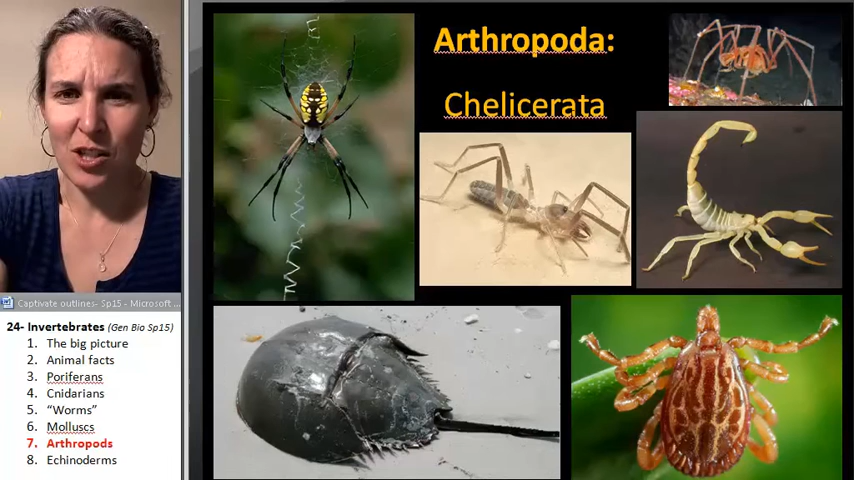 Arthropoda:
Chelicerata
Captivate outlines- Sp15 - Microsoft ...
24- Invertebrates (Gen Bio Sp15)
1. The big picture
2. Animal facts
3. Poriferans
4. Cnidarians
5. "Worms"
6. Molluscs
7. Arthropods
8. Echinoderms